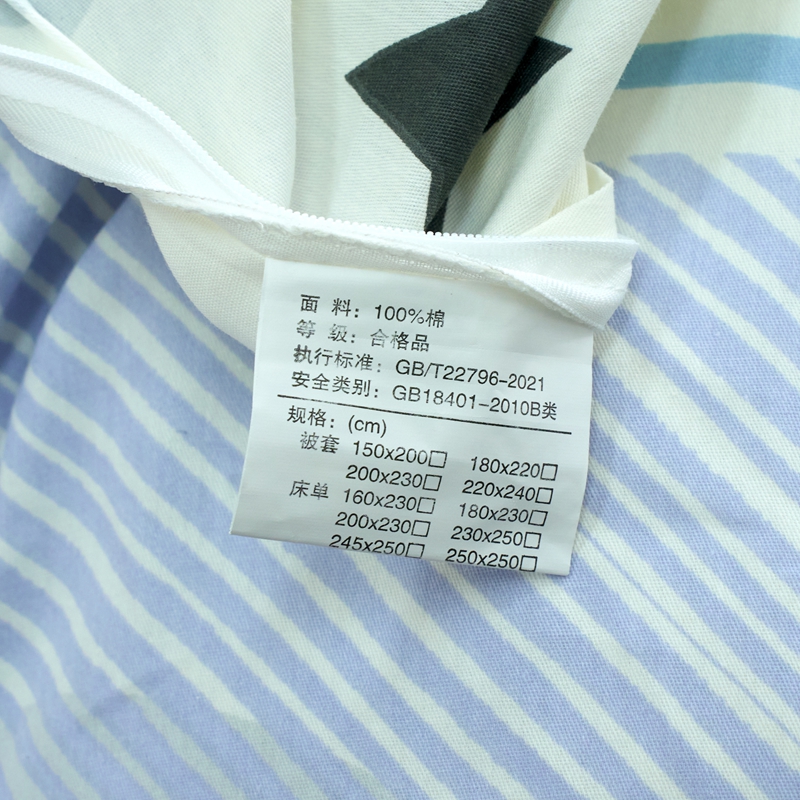 面 料：100%棉
等 级：合格品
执行标准：GB/T22796-2021
安全类别：GB18401-2010B类
规格：(cm)
被套 150x200□ 180x220□
200x230□ 220x240□
床单 160x230□ 180x230□
200x230□ 230x250□
245x250□ 250x250□